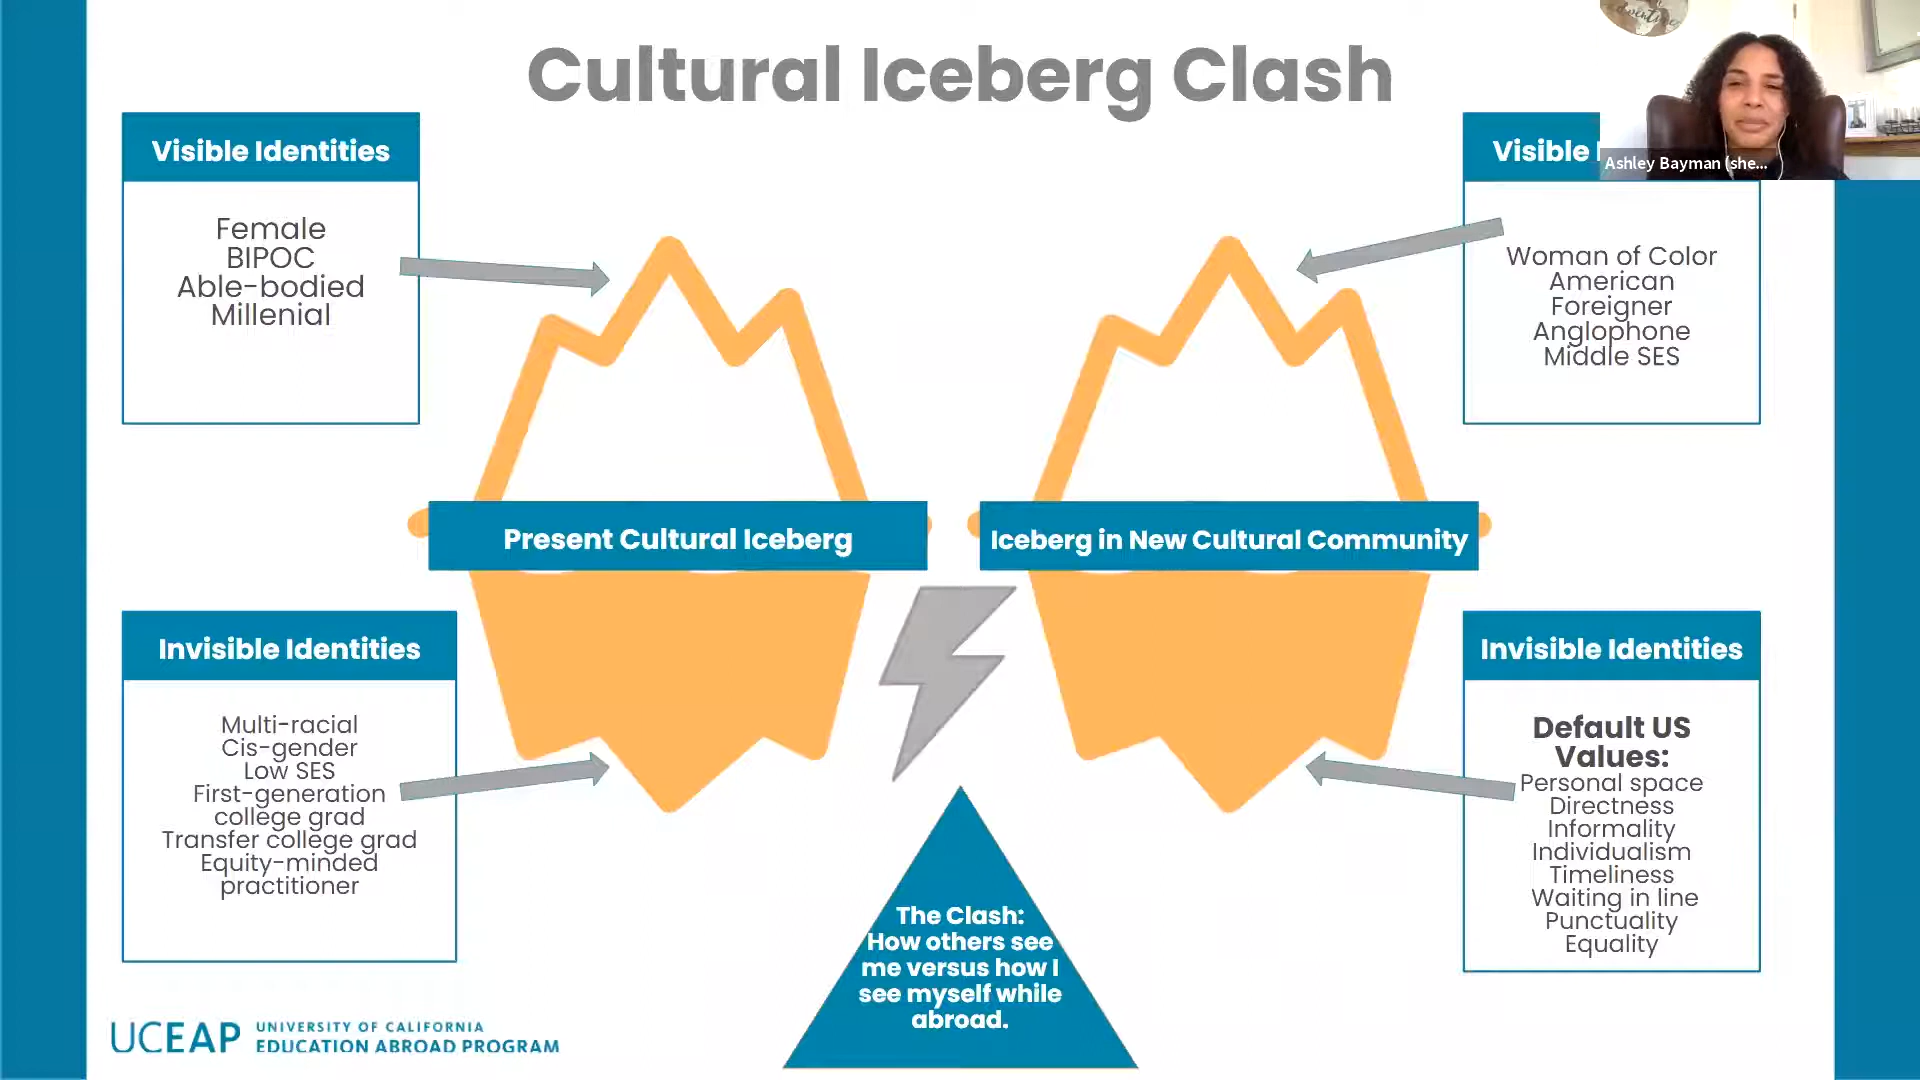 Cultural Iceberg Clash
Visible Identities
Female
BIPOC
Able-bodied
Millenial
Visible
Ashley Bayman (she...
Woman of Color
American
Foreigner
Anglophone
Middle SES
Present Cultural Iceberg
Iceberg in New Cultural Community
Invisible Identities
Multi-racial
Cis-gender
Low SES
First-generation
college grad
Transfer college grad
Equity-minded
practitioner
Invisible Identities
Default US
Values:
Personal space
Directness
Informality
Individualism
Timeliness
Waiting in line
Punctuality
Equality
The Clash:
How others see
me versus how I
see myself while
abroad.
UCEAP
UNIVERSITY OF CALIFORNIA
EDUCATION ABROAD PROGRAM